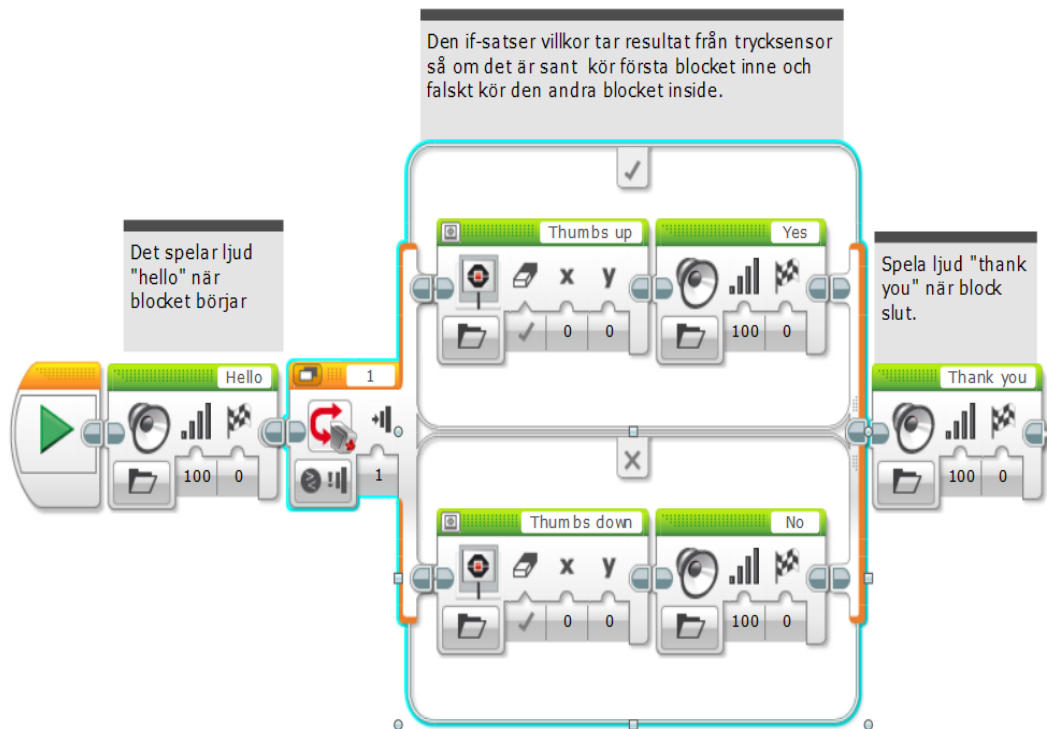 Den if-satser villkor tar resultat från trycksensor
så om det är sant kör första blocket inne och
falskt kör den andra blocket inside.
Det spelar ljud
"hello" när
blocket börjar
Spela ljud "thank
you" när block
slut.
Thumbs up
Yes
x
y
0
0
100
0
Hello
100
0
1
1
Thank you
100
0
Thumbs down
No
x
y
0
0
100
0